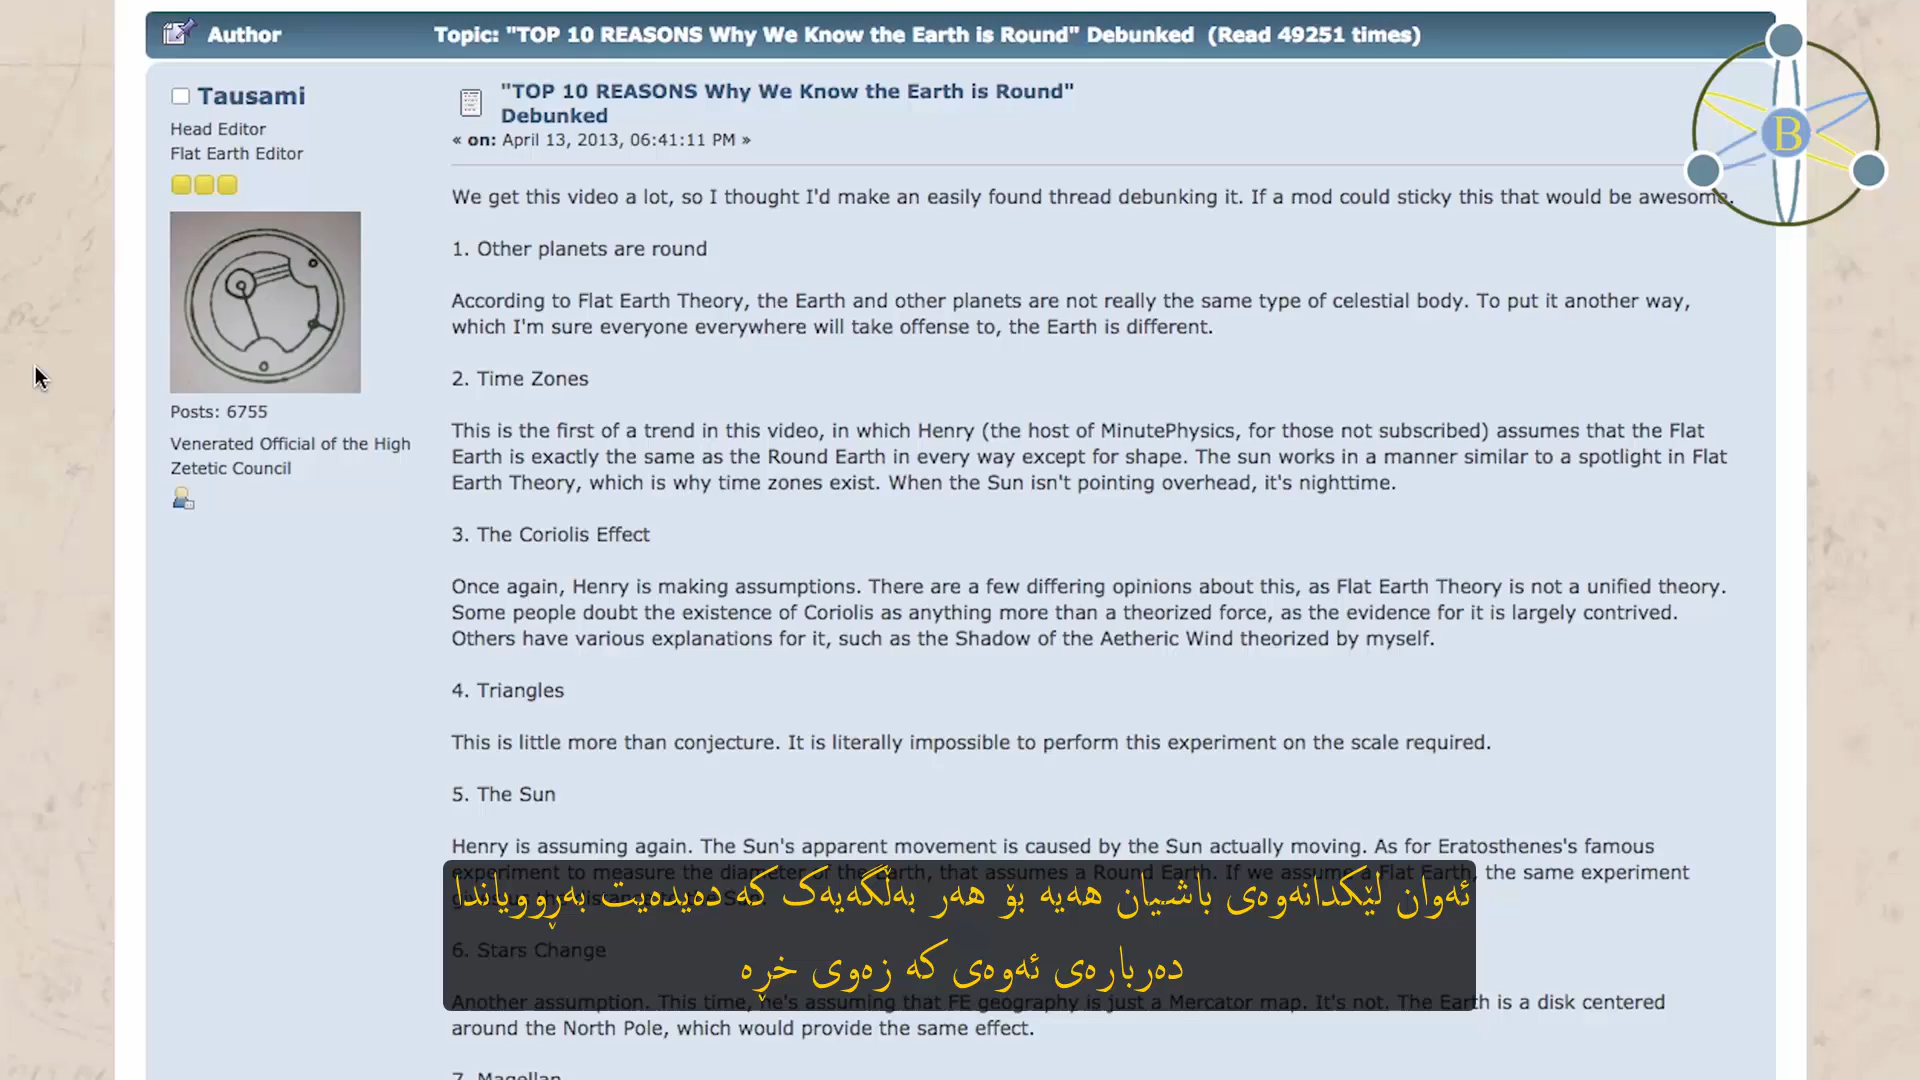 Author
Topic: "TOP 10 REASONS Why We Know the Earth is Round" Debunked (Read 49251 times)
Tausami
Head Editor
Flat Earth Editor
Posts: 6755
Venerated Official of the High
Zetetic Council
"TOP 10 REASONS Why We Know the Earth is Round"
Debunked
« on: April 13, 2013, 06:41:11 PM »
We get this video a lot, so I thought I'd make an easily found thread debunking it. If a mod could sticky this that would be awesome.
1. Other planets are round
According to Flat Earth Theory, the Earth and other planets are not really the same type of celestial body. To put it another way,
which I'm sure everyone everywhere will take offense to, the Earth is different.
2. Time Zones
This is the first of a trend in this video, in which Henry (the host of MinutePhysics, for those not subscribed) assumes that the Flat
Earth is exactly the same as the Round Earth in every way except for shape. The sun works in a manner similar to a spotlight in Flat
Earth Theory, which is why time zones exist. When the Sun isn't pointing overhead, it's nighttime.
3. The Coriolis Effect
Once again, Henry is making assumptions. There are a few differing opinions about this, as Flat Earth Theory is not a unified theory.
Some people doubt the existence of Coriolis as anything more than a theorized force, as the evidence for it is largely contrived.
Others have various explanations for it, such as the Shadow of the Aetheric Wind theorized by myself.
4. Triangles
This is little more than conjecture. It is literally impossible to perform this experiment on the scale required.
5. The Sun
Henry is assuming again. The Sun's apparent movement is caused by the Sun actually moving. As for Eratosthenes's famous
experiment to measure the diameter of the Earth, that assumes a Round Earth. If we assume a Flat Earth, the same experiment
ئەوان لێکدانەوەی باشیان هەیە بۆ هەر بەڵگەیەک کە دەیدەیت بەڕوویاندا
دەربارەی ئەوەی کە زەوی خڕە
6. Stars Change
Another assumption. This time, he's assuming that FE geography is just a Mercator map. It's not. The Earth is a disk centered
around the North Pole, which would provide the same effect.
7. Magellan
B